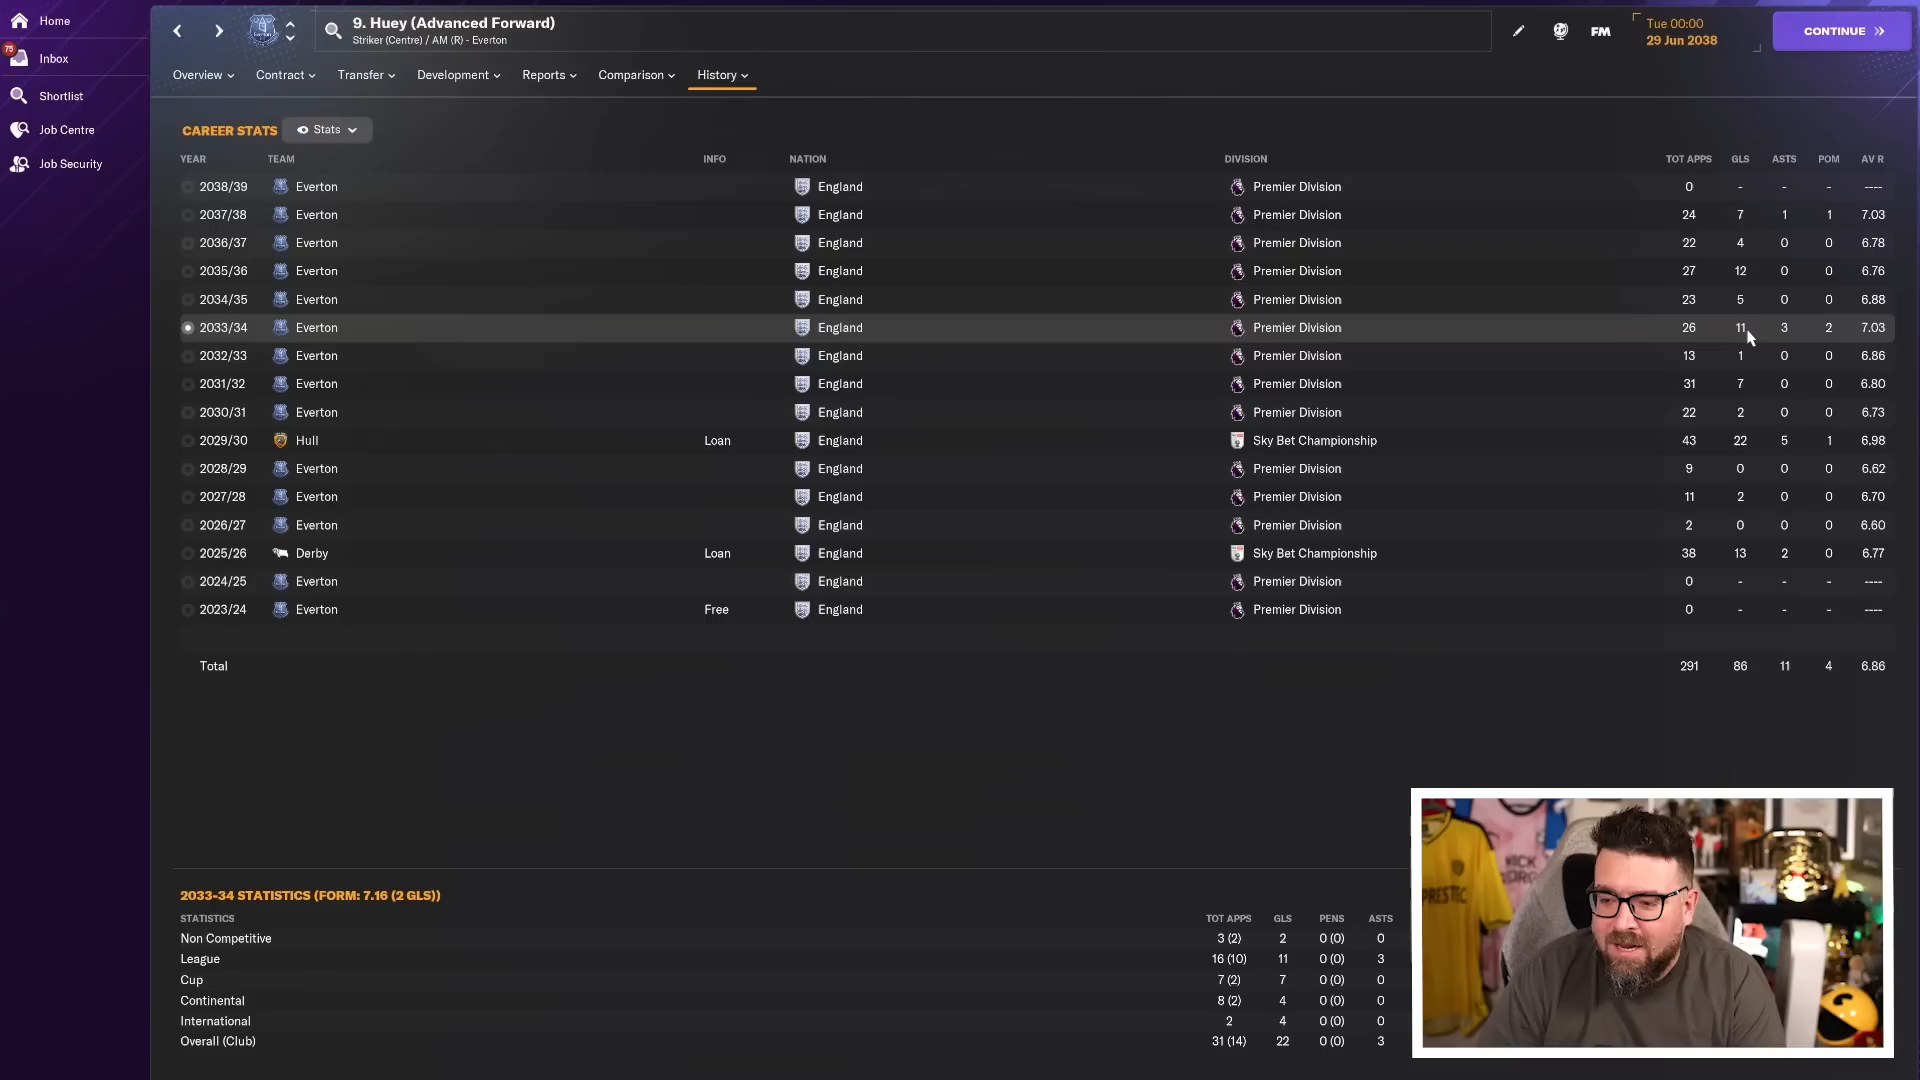 Home
75
Inbox
Shortlist
Job Centre
Job Security
9. Huey (Advanced Forward)
Striker (Centre) / AM (R) - Everton
FM
Tue 00:00
29 Jun 2038
CONTINUE
Overview Contract Transfer Development Reports Comparison History
CAREER STATS Stats
YEAR TEAM INFO NATION DIVISION TOT APPS GLS ASTS POM AV R
2038/39 Everton England Premier Division 0 - - - ----
2037/38 Everton England Premier Division 24 7 1 1 7.03
2036/37 Everton England Premier Division 22 4 0 0 6.78
2035/36 Everton England Premier Division 27 12 0 0 6.76
2034/35 Everton England Premier Division 23 5 0 0 6.88
2033/34 Everton England Premier Division 26 11 3 2 7.03
2032/33 Everton England Premier Division 13 1 0 0 6.86
2031/32 Everton England Premier Division 31 7 0 0 6.80
2030/31 Everton England Premier Division 22 2 0 0 6.73
2029/30 Hull Loan England Sky Bet Championship 43 22 5 1 6.98
2028/29 Everton England Premier Division 9 0 0 0 6.62
2027/28 Everton England Premier Division 11 2 0 0 6.70
2026/27 Everton England Premier Division 2 0 0 0 6.60
2025/26 Derby Loan England Sky Bet Championship 38 13 2 0 6.77
2024/25 Everton England Premier Division 0 - - - ----
2023/24 Everton Free England Premier Division 0 - - - ----
Total 291 86 11 4 6.86
2033-34 STATISTICS (FORM: 7.16 (2 GLS))
STATISTICS TOT APPS GLS PENS ASTS
Non Competitive 3 (2) 2 0 (0) 0
League 16 (10) 11 0 (0) 3
Cup 7 (2) 7 0 (0) 0
Continental 8 (2) 4 0 (0) 0
International 2 4 0 (0) 0
Overall (Club) 31 (14) 22 0 (0) 3